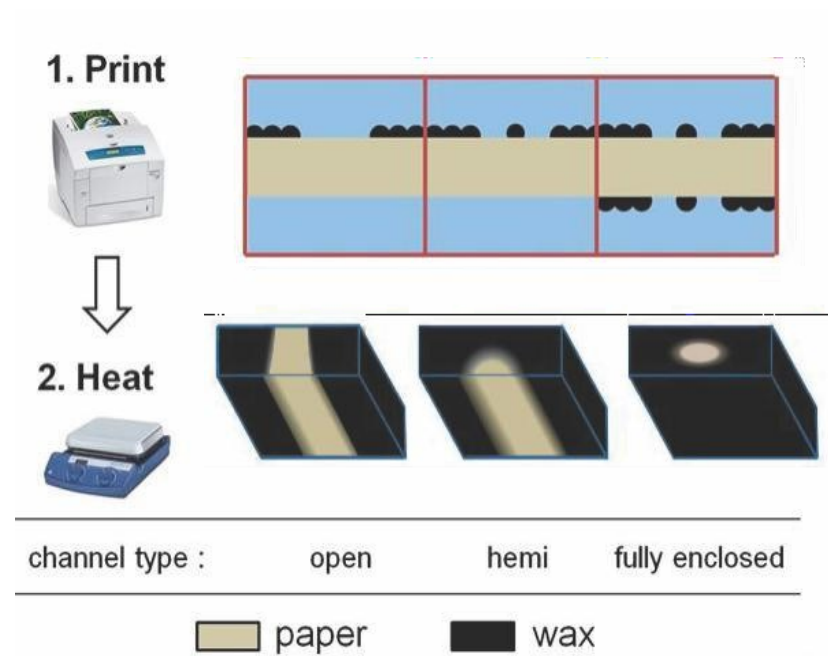 1. Print
2. Heat
channel type : open hemi fully enclosed
paper wax